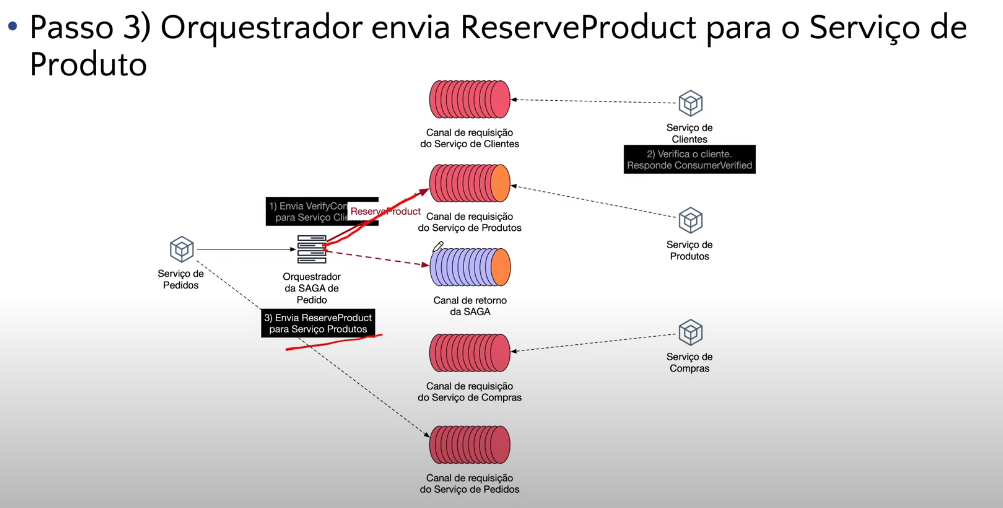 • Passo 3) Orquestrador envia ReserveProduct para o Serviço de
Produto
Canal de requisição
do Serviço de Clientes
Serviço de
Clientes
2) Verifica o cliente.
Responde ConsumerVerified
1) Envia VerifyCon
para Serviço Clie
ReserveProduct
Canal de requisição
do Serviço de Produtos
Serviço de
Produtos
Serviço de
Pedidos
Orquestrador
da SAGA de
Pedido
Canal de retorno
da SAGA
3) Envia ReserveProduct
para Serviço Produtos
Serviço de
Compras
Canal de requisição
do Serviço de Compras
Canal de requisição
do Serviço de Pedidos